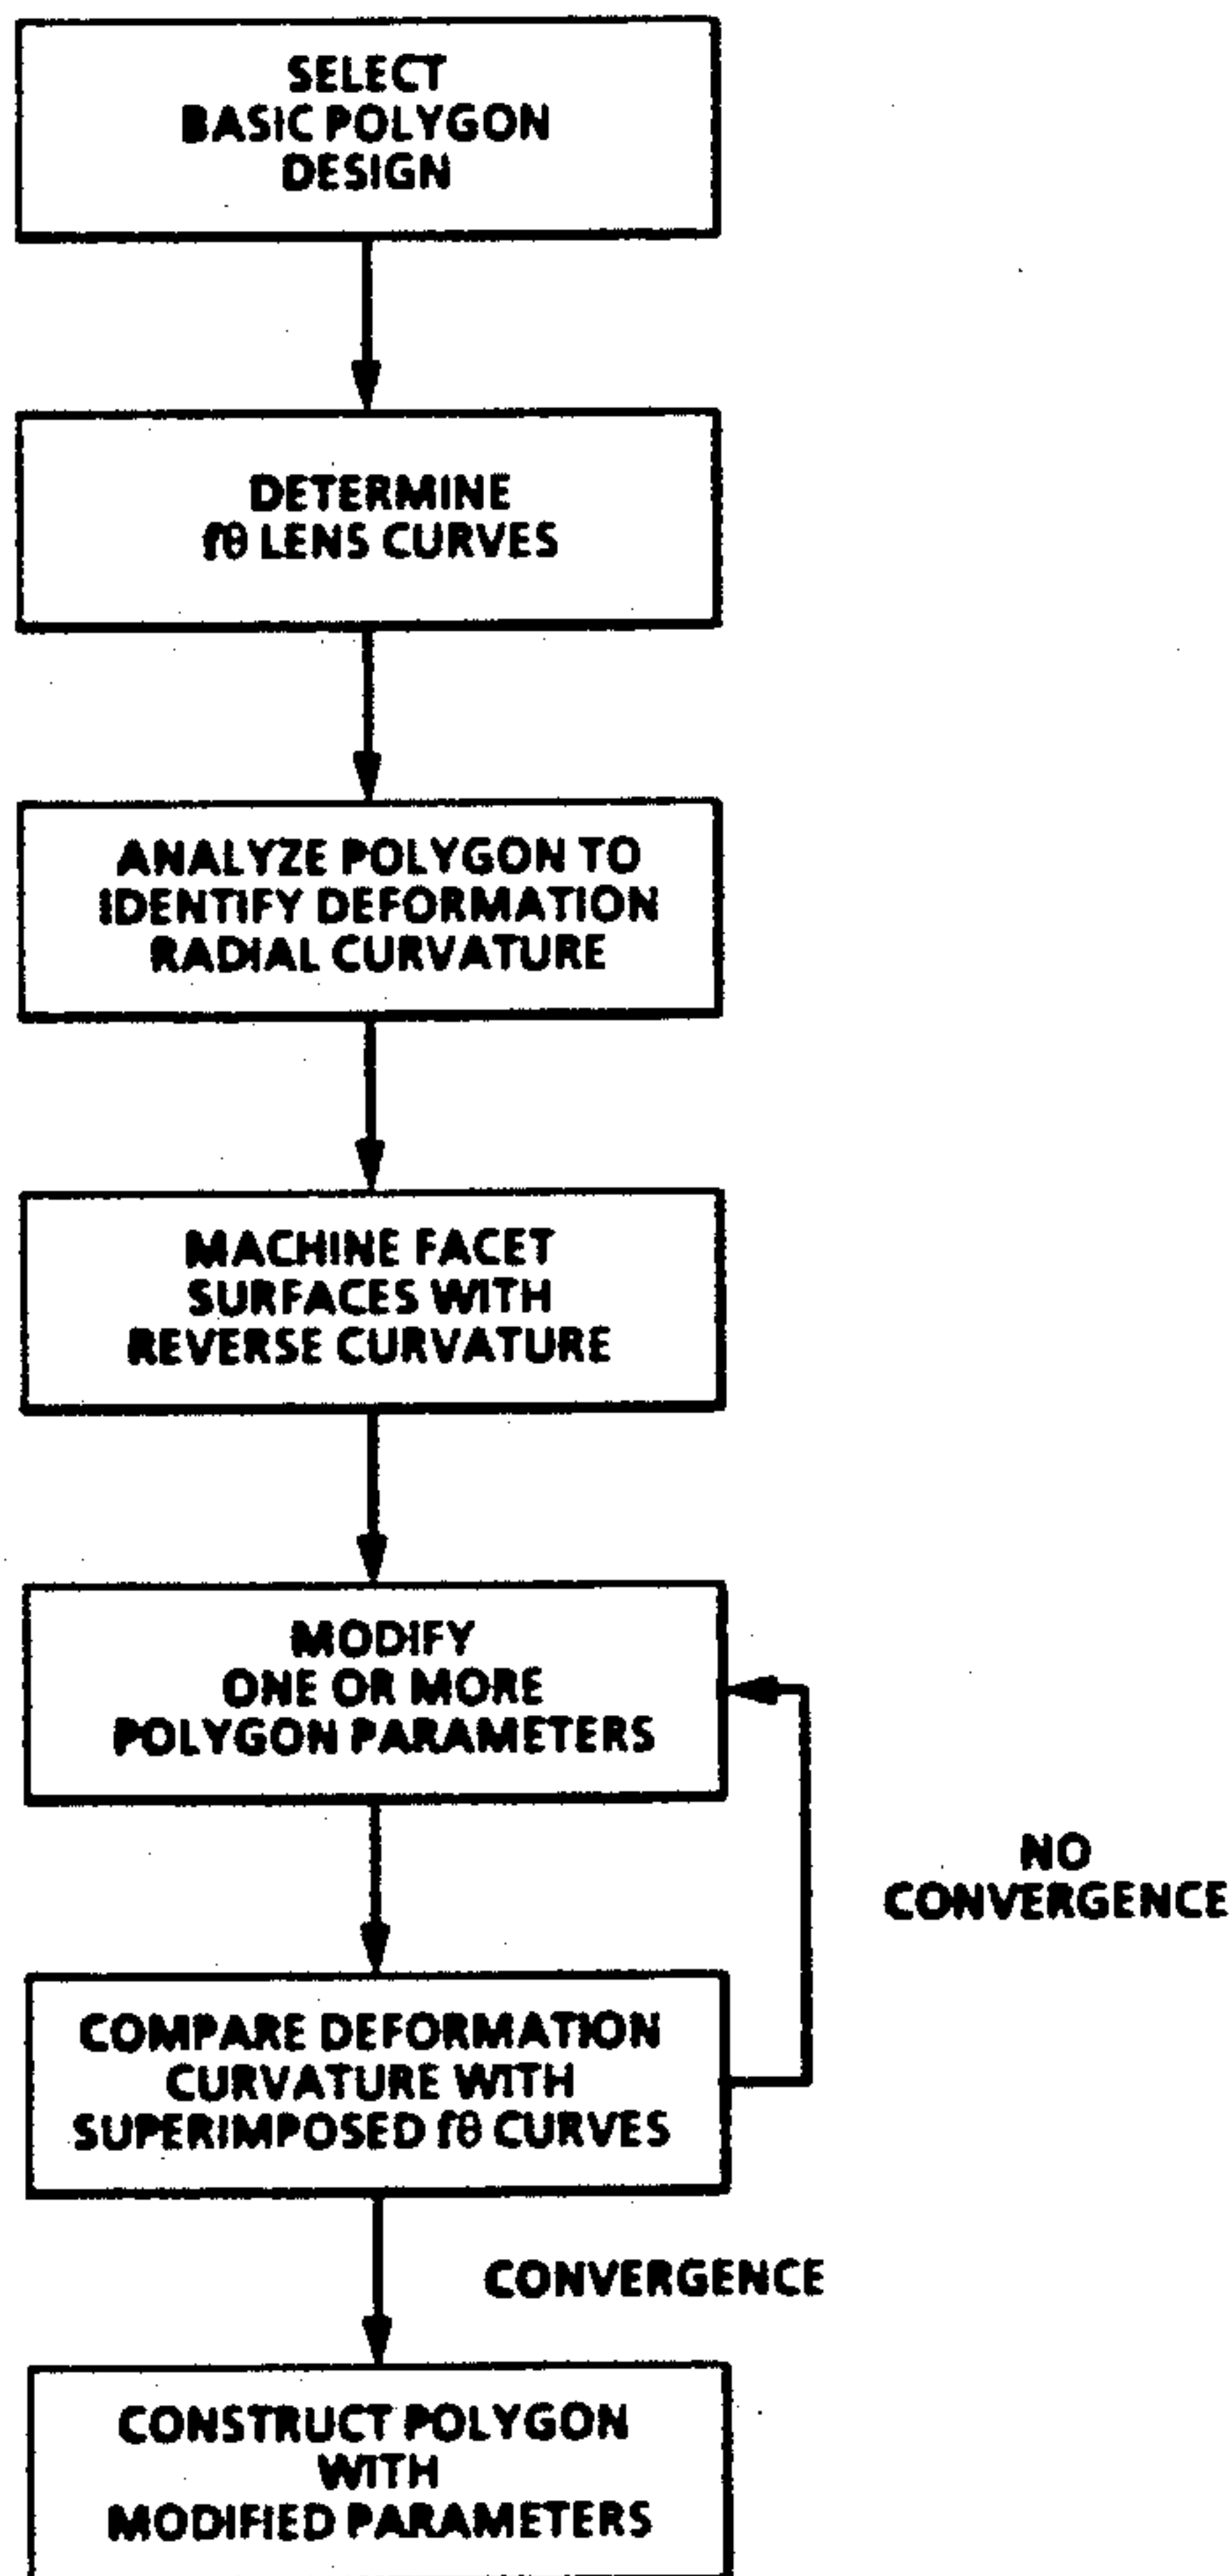 SELECT
BASIC POLYGON
DESIGN
DETERMINE
fθ LENS CURVES
ANALYZE POLYGON TO
IDENTIFY DEFORMATION
RADIAL CURVATURE
MACHINE FACET
SURFACES WITH
REVERSE CURVATURE
MODIFY
ONE OR MORE
POLYGON PARAMETERS
NO
CONVERGENCE
COMPARE DEFORMATION
CURVATURE WITH
SUPERIMPOSED fθ CURVES
CONVERGENCE
CONSTRUCT POLYGON
WITH
MODIFIED PARAMETERS